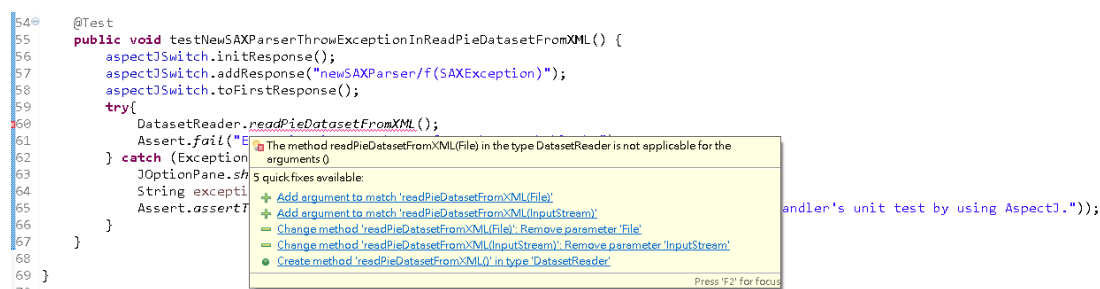 54 @Test
55 public void testNewSAXParserThrowExceptionInReadPieDatasetFromXML() {
56 aspectJSwitch.initResponse();
57 aspectJSwitch.addResponse("newSAXParser/f(SAXException)");
58 aspectJSwitch.toFirstResponse();
59 try{
60 DatasetReader.readPieDatasetFromXML();
61 Assert.fail("E
The method readPieDatasetFromXML(File) in the type DatasetReader is not applicable for the
arguments ()
62 } catch (Exception
5 quick fixes available:
63 JOptionPane.sh
64 String excepti
Add argument to match 'readPieDatasetFromXML(File)'
65 Assert.assertT
Add argument to match 'readPieDatasetFromXML(InputStream)'
andler's unit test by using AspectJ."));
66 }
Change method 'readPieDatasetFromXML(File)': Remove parameter 'File'
67 }
Change method 'readPieDatasetFromXML(InputStream)': Remove parameter 'InputStream'
68
Create method 'readPieDatasetFromXML()' in type 'DatasetReader'
69 }
Press 'F2' for focus